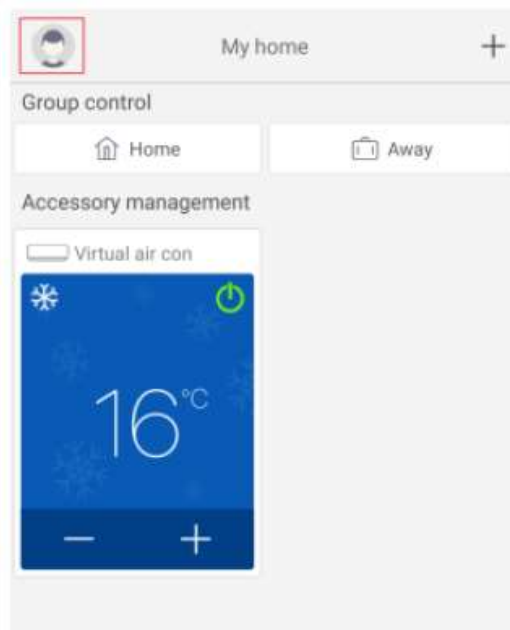 My home
Group control
Home
Away
Accessory management
Virtual air con
16°C